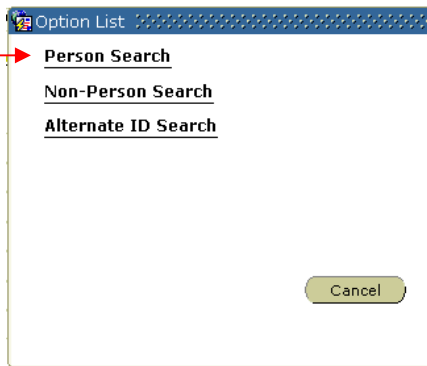 Option List
Person Search
Non-Person Search
Alternate ID Search
Cancel